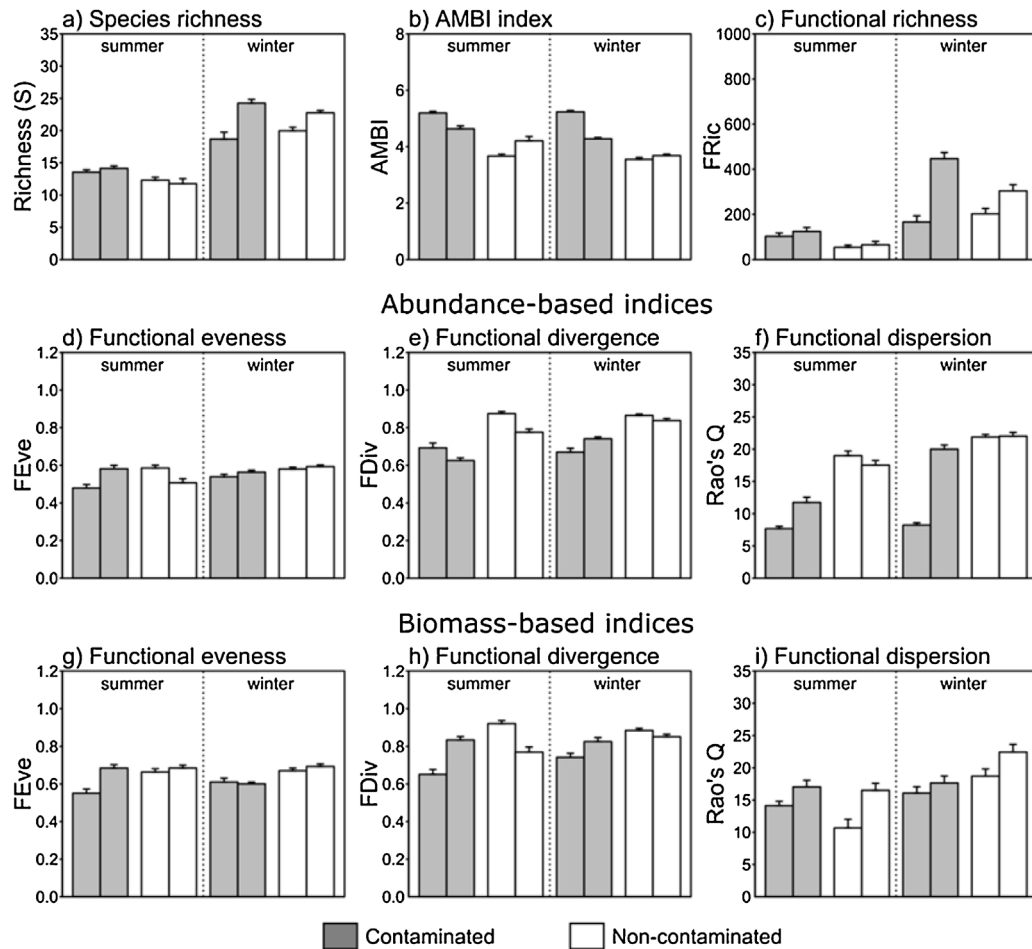 a) Species richness
b) AMBI index
c) Functional richness
35
30
25
20
15
10
5
0
Richness (S)
summer
winter
8
6
4
2
0
AMBI
summer
winter
1000
800
600
400
200
0
FRic
summer
winter
Abundance-based indices
d) Functional eveness
e) Functional divergence
f) Functional dispersion
1.2
1.0
0.8
0.6
0.4
0.2
0.0
FEve
summer
winter
1.2
1.0
0.8
0.6
0.4
0.2
0.0
FDiv
summer
winter
35
30
25
20
15
10
5
0
Rao's Q
summer
winter
Biomass-based indices
g) Functional eveness
h) Functional divergence
i) Functional dispersion
1.2
1.0
0.8
0.6
0.4
0.2
0.0
FEve
summer
winter
1.2
1.0
0.8
0.6
0.4
0.2
0.0
FDiv
summer
winter
35
30
25
20
15
10
5
0
Rao's Q
summer
winter
Contaminated
Non-contaminated